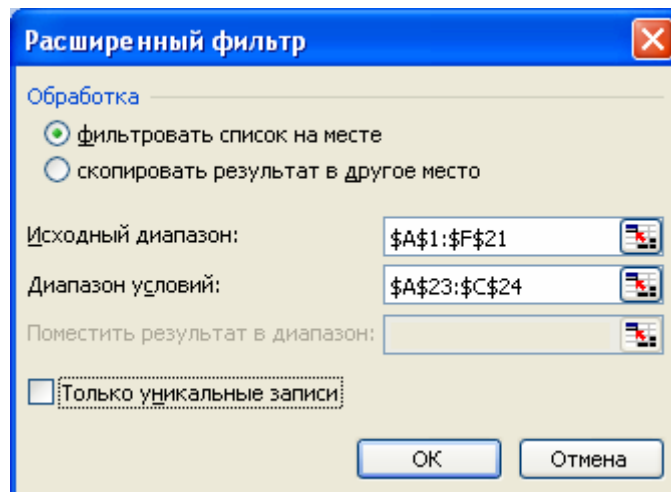 Расширенный фильтр
Обработка
фильтровать список на месте
скопировать результат в другое место
Исходный диапазон: $A$1:$F$21
Диапазон условий: $A$23:$C$24
Поместить результат в диапазон:
Только уникальные записи
ОК Отмена